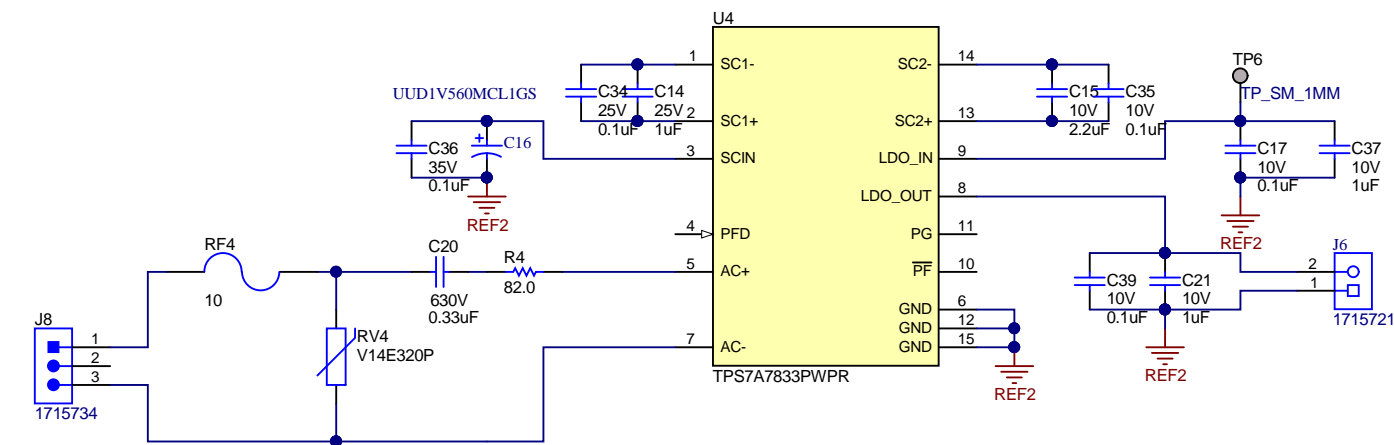 U4
1
SC1-
2
SC1+
3
SCIN
4
PFD
5
AC+
7
AC-
14
SC2-
13
SC2+
9
LDO_IN
8
LDO_OUT
11
PG
10
PF
6
GND
12
GND
15
GND
TPS7A7833PWPR
C34
25V
0.1uF
C14
25V
1uF
UUD1V560MCL1GS
C36
35V
0.1uF
+
C16
REF2
C15
10V
2.2uF
C35
10V
0.1uF
TP6
TP_SM_1MM
C17
10V
0.1uF
C37
10V
1uF
REF2
C39
10V
0.1uF
C21
10V
1uF
REF2
J6
2
1
1715721
REF2
RF4
10
C20
630V
0.33uF
R4
82.0
RV4
V14E320P
J8
1
2
3
1715734